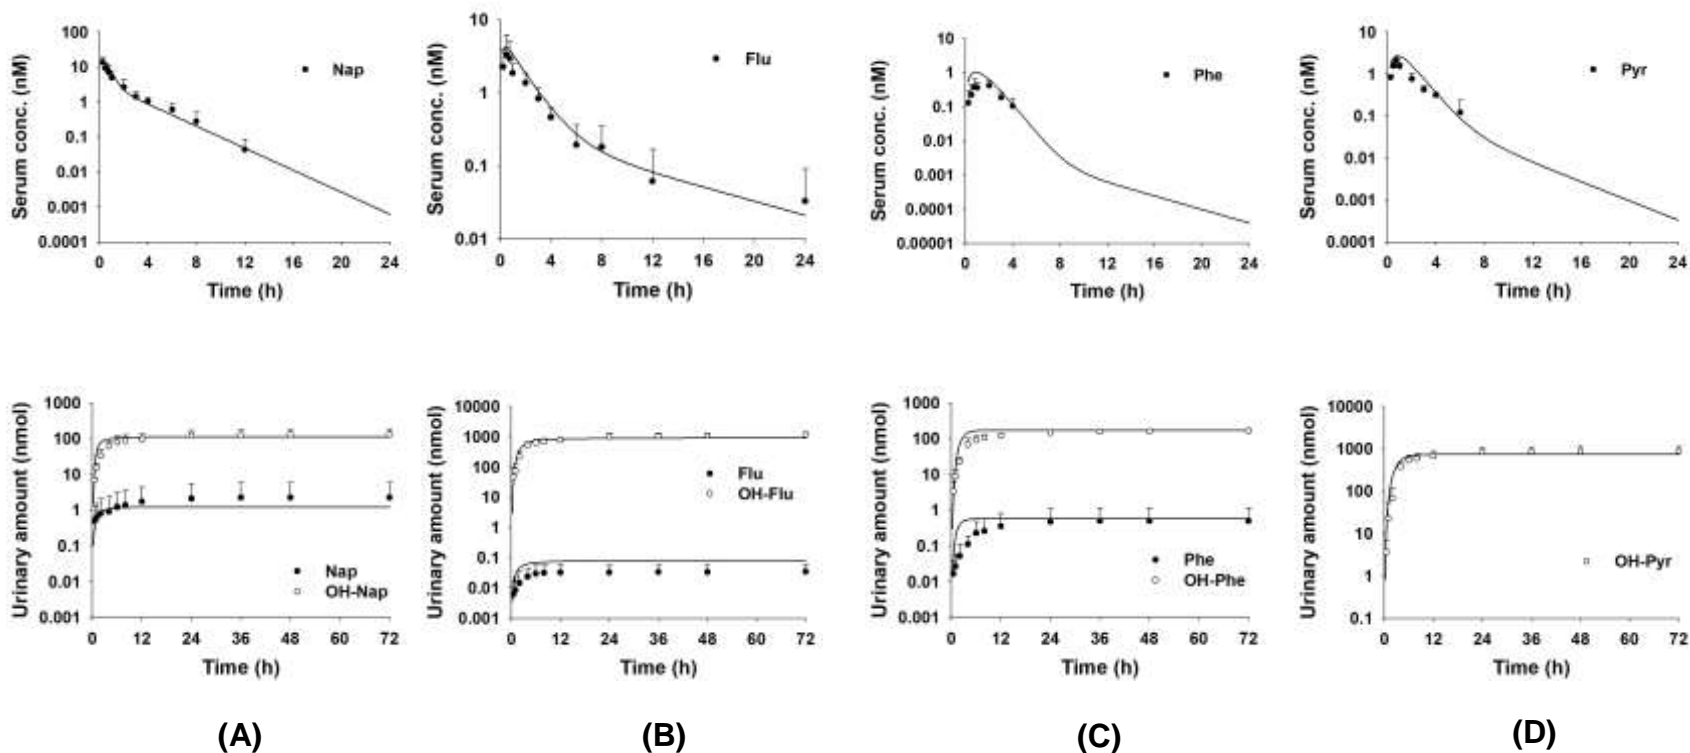 Serum conc. (nM)
100
10
1
0.1
0.01
0.001
0.0001
Nap
0 4 8 12 16 20 24
Time (h)
Serum conc. (nM)
10
1
0.1
0.01
Flu
0 4 8 12 16 20 24
Time (h)
Serum conc. (nM)
10
1
0.1
0.01
0.001
0.0001
0.00001
Phe
0 4 8 12 16 20 24
Time (h)
Serum conc. (nM)
10
1
0.1
0.01
0.001
0.0001
Pyr
0 4 8 12 16 20 24
Time (h)
Urinary amount (nmol)
1000
100
10
1
0.1
0.01
0.001
Nap
OH-Nap
0 12 24 36 48 60 72
Time (h)
Urinary amount (nmol)
10000
1000
100
10
1
0.1
0.01
0.001
Flu
OH-Flu
0 12 24 36 48 60 72
Time (h)
Urinary amount (nmol)
1000
100
10
1
0.1
0.01
0.001
Phe
OH-Phe
0 12 24 36 48 60 72
Time (h)
Urinary amount (nmol)
10000
1000
100
10
1
0.1
OH-Pyr
0 12 24 36 48 60 72
Time (h)
(A)
(B)
(C)
(D)